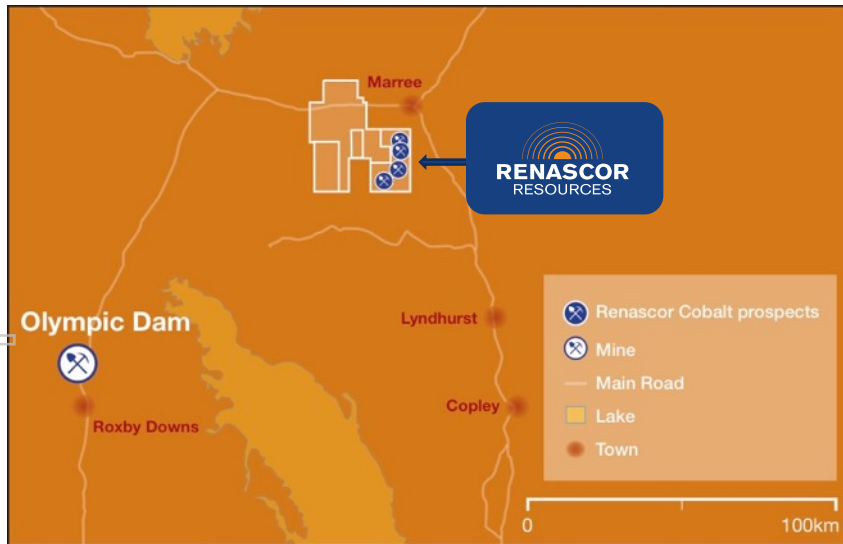 Marree
RENASCOR
RESOURCES
Olympic Dam
Lyndhurst
Copley
Roxby Downs
Renascor Cobalt prospects
Mine
Main Road
Lake
Town
0
100km